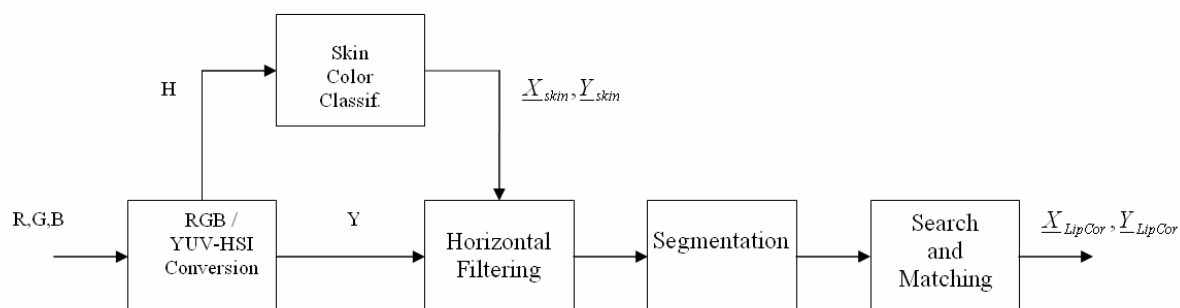 Skin
Color
Classif.
H
X_skin, Y_skin
R,G,B
RGB /
YUV-HSI
Conversion
Y
Horizontal
Filtering
Segmentation
Search
and
Matching
X_LipCor, Y_LipCor